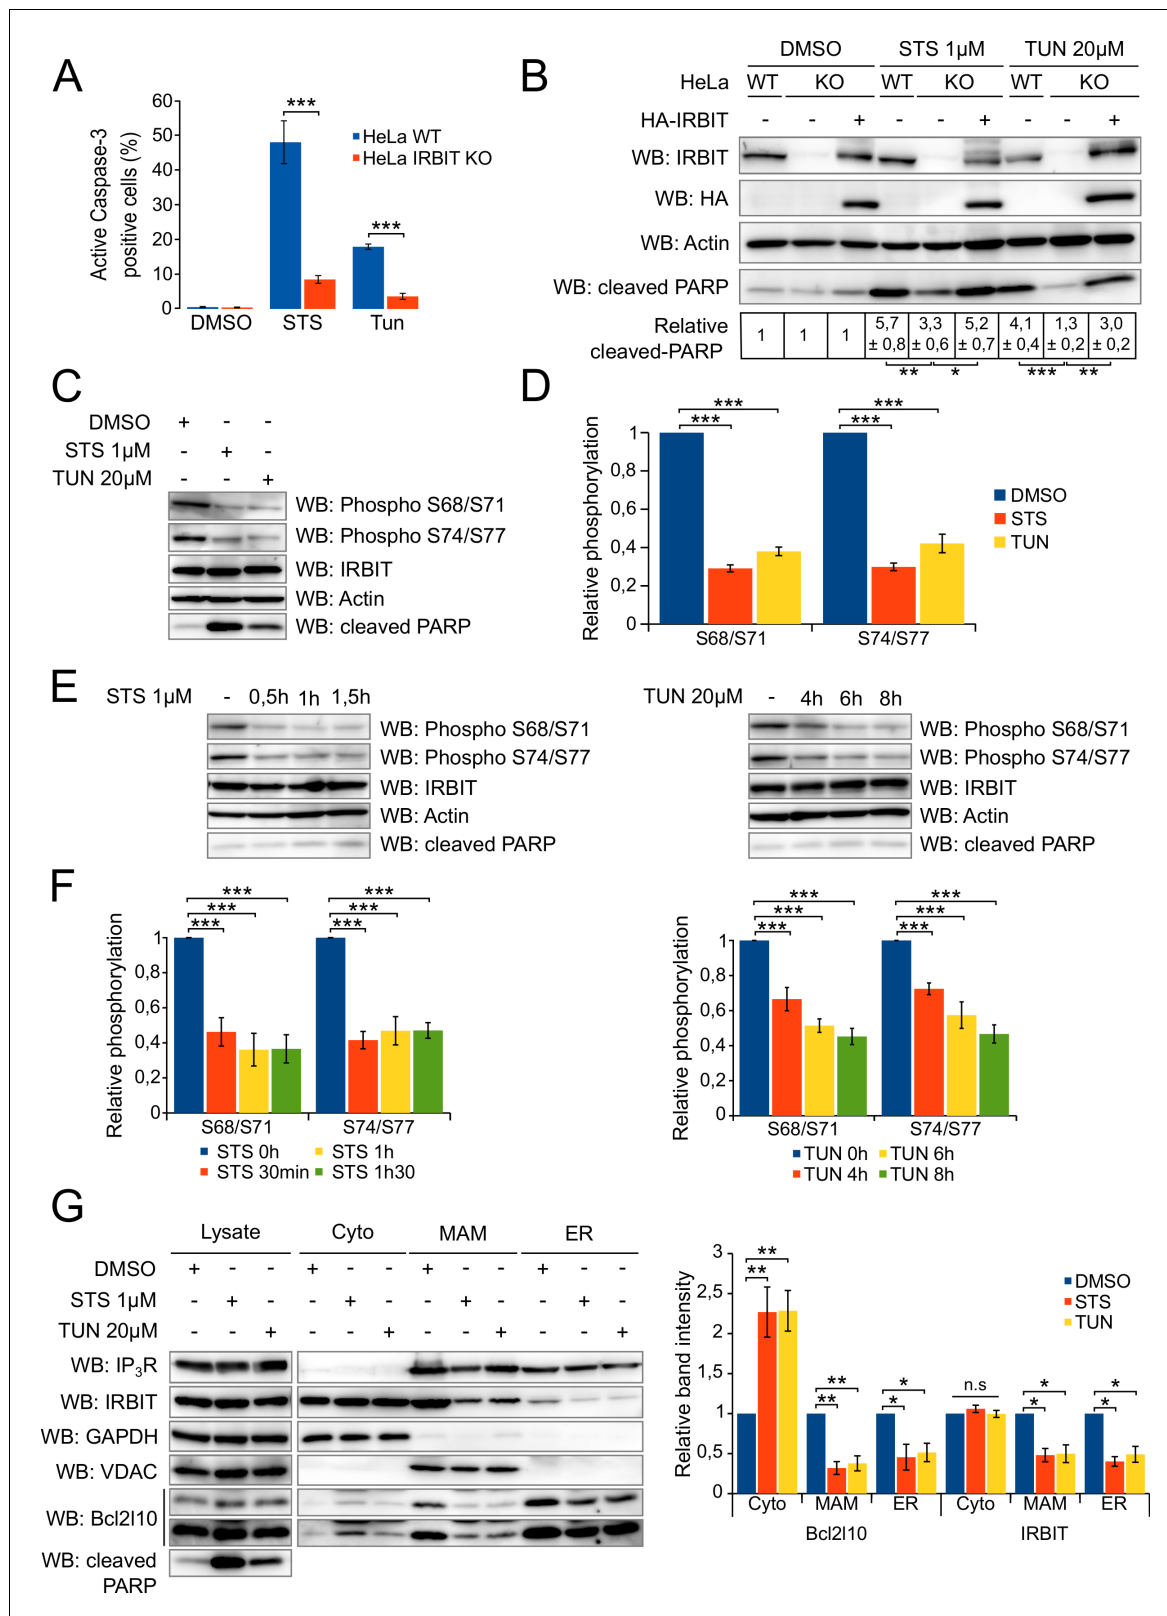 A
Active Caspase-3
positive cells (%)
60
50
40
30
20
10
0
***
***
HeLa WT
HeLa IRBIT KO
DMSO STS Tun
B
DMSO STS 1µM TUN 20µM
HeLa WT KO WT KO WT KO
HA-IRBIT - - + - - + - - +
WB: IRBIT
WB: HA
WB: Actin
WB: cleaved PARP
Relative
cleaved-PARP
1 1 1 5,7 ± 0,8 3,3 ± 0,6 5,2 ± 0,7 4,1 ± 0,4 1,3 ± 0,2 3,0 ± 0,2
** * *** **
C
DMSO + - -
STS 1µM - + -
TUN 20µM - - +
WB: Phospho S68/S71
WB: Phospho S74/S77
WB: IRBIT
WB: Actin
WB: cleaved PARP
D
Relative phosphorylation
1
0,8
0,6
0,4
0,2
0
*** ***
*** ***
DMSO
STS
TUN
S68/S71 S74/S77
E
STS 1µM - 0,5h 1h 1,5h
WB: Phospho S68/S71
WB: Phospho S74/S77
WB: IRBIT
WB: Actin
WB: cleaved PARP
TUN 20µM - 4h 6h 8h
WB: Phospho S68/S71
WB: Phospho S74/S77
WB: IRBIT
WB: Actin
WB: cleaved PARP
F
Relative phosphorylation
1
0,8
0,6
0,4
0,2
0
*** ***
*** ***
*** ***
S68/S71 S74/S77
STS 0h STS 1h
STS 30min STS 1h30
Relative phosphorylation
1
0,8
0,6
0,4
0,2
0
*** ***
*** ***
*** ***
S68/S71 S74/S77
TUN 0h TUN 6h
TUN 4h TUN 8h
G
Lysate Cyto MAM ER
DMSO + - - + - - + - - + - -
STS 1µM - + - - + - - + - - + -
TUN 20µM - - + - - + - - + - - +
WB: IP3R
WB: IRBIT
WB: GAPDH
WB: VDAC
WB: Bcl2l10
WB: cleaved
PARP
Relative band intensity
3
2,5
2
1.5
1
0,5
0
**
**
**
**
*
*
n.s
*
*
*
*
DMSO
STS
TUN
Cyto MAM ER Cyto MAM ER
Bcl2l10 IRBIT